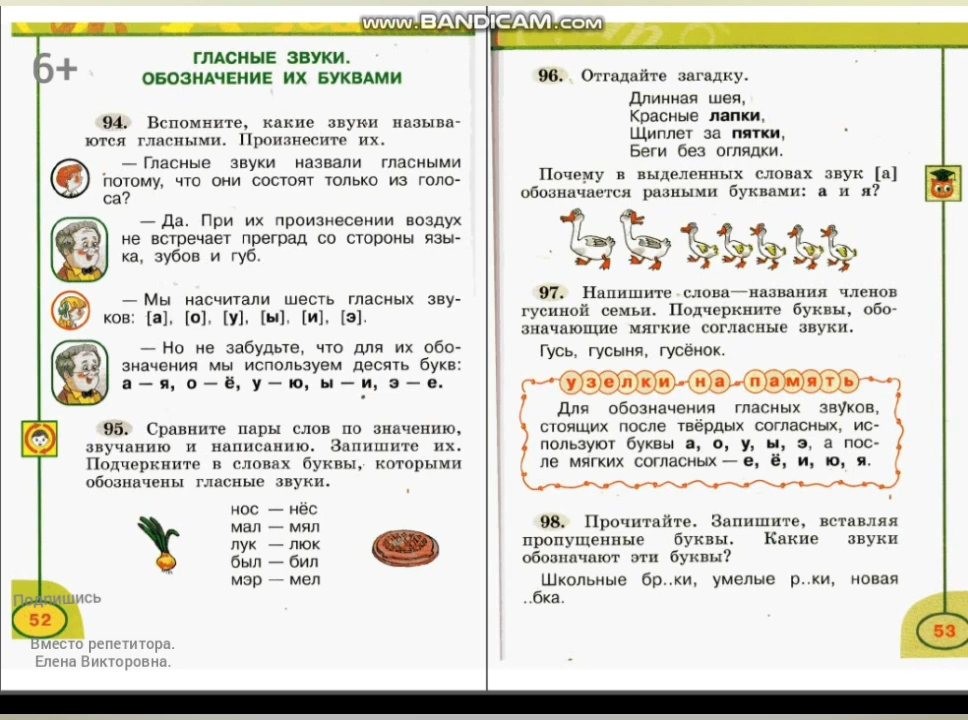 www.BANDICAM.com
6+
ГЛАСНЫЕ ЗВУКИ.
ОБОЗНАЧЕНИЕ ИХ БУКВАМИ
94. Вспомните, какие звуки называ-
ются гласными. Произнесите их.
— Гласные звуки назвали гласными
потому, что они состоят только из голо-
са?
— Да. При их произнесении воздух
не встречает преград со стороны язы-
ка, зубов и губ.
— Мы насчитали шесть гласных зву-
ков: [а], [о], [у], [ы], [и], [э].
— Но не забудьте, что для их обо-
значения мы используем десять букв:
а — я, о — ё, у — ю, ы — и, э — е.
95. Сравните пары слов по значению,
звучанию и написанию. Запишите их.
Подчеркните в словах буквы, которыми
обозначены гласные звуки.
нос — нёс
мал — мял
лук — люк
был — бил
мэр — мел
Подпишись
52
Вместо репетитора.
Елена Викторовна.
96. Отгадайте загадку.
Длинная шея,
Красные лапки,
Щиплет за пятки,
Беги без оглядки.
Почему в выделенных словах звук [а]
обозначается разными буквами: а и я?
97. Напишите слова—названия членов
гусиной семьи. Подчеркните буквы, обо-
значающие мягкие согласные звуки.
Гусь, гусыня, гусёнок.
узелки на память
Для обозначения гласных звуков,
стоящих после твёрдых согласных, ис-
пользуют буквы а, о, у, ы, э, а пос-
ле мягких согласных — е, ё, и, ю, я.
98. Прочитайте. Запишите, вставляя
пропущенные буквы. Какие звуки
обозначают эти буквы?
Школьные бр..ки, умелые р..ки, новая
..бка.
53